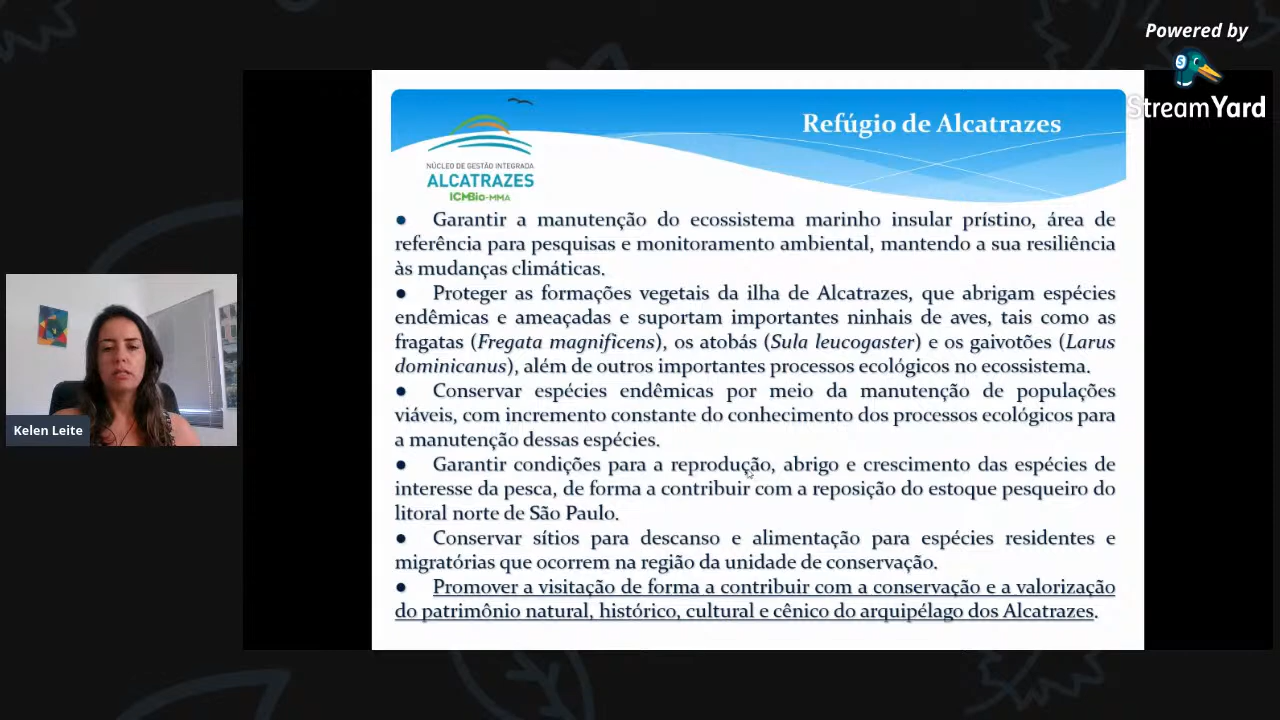 Powered by
StreamYard
Refúgio de Alcatrazes
NÚCLEO DE GESTÃO INTEGRADA
ALCATRAZES
ICMBio-MMA
● Garantir a manutenção do ecossistema marinho insular prístino, área de
referência para pesquisas e monitoramento ambiental, mantendo a sua resiliência
às mudanças climáticas.
● Proteger as formações vegetais da ilha de Alcatrazes, que abrigam espécies
endêmicas e ameaçadas e suportam importantes ninhais de aves, tais como as
fragatas (Fregata magnificens), os atobás (Sula leucogaster) e os gaivotões (Larus
dominicanus), além de outros importantes processos ecológicos no ecossistema.
● Conservar espécies endêmicas por meio da manutenção de populações
viáveis, com incremento constante do conhecimento dos processos ecológicos para
a manutenção dessas espécies.
● Garantir condições para a reprodução, abrigo e crescimento das espécies de
interesse da pesca, de forma a contribuir com a reposição do estoque pesqueiro do
litoral norte de São Paulo.
● Conservar sítios para descanso e alimentação para espécies residentes e
migratórias que ocorrem na região da unidade de conservação.
● Promover a visitação de forma a contribuir com a conservação e a valorização
do patrimônio natural, histórico, cultural e cênico do arquipélago dos Alcatrazes.
Kelen Leite